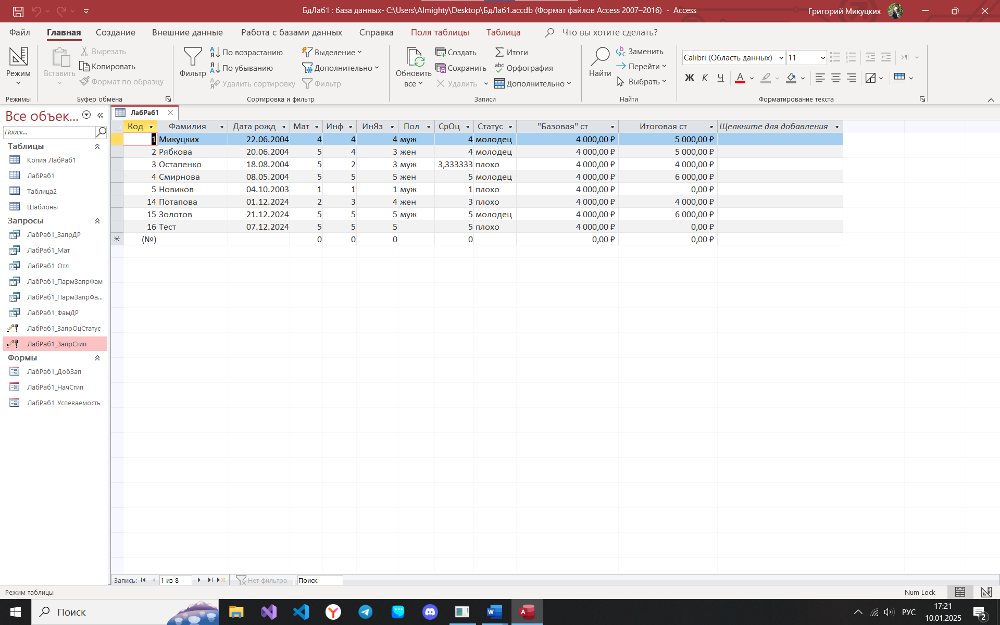 БдЛаб1 : база данных- C:\Users\Almighty\Desktop\БдЛаб1.accdb (Формат файлов Access 2007–2016) - Access
Григорий Микуцких
Файл Главная Создание Внешние данные Работа с базами данных Справка Поля таблицы Таблица Что вы хотите сделать?
Режим
Режимы
Вставить
Вырезать
Копировать
Формат по образцу
Буфер обмена
Фильтр
По возрастанию
По убыванию
Удалить сортировку
Выделение
Дополнительно
Фильтр
Сортировка и фильтр
Обновить
все
Создать
Сохранить
Удалить
Итоги
Орфография
Дополнительно
Записи
Найти
Заменить
Перейти
Выбрать
Найти
Calibri (Область данных) 11
Ж К Ч А
Форматирование текста
Все объек...
Поиск...
Таблицы
Копия ЛабРаб1
ЛабРаб1
Таблица2
Шаблоны
Запросы
ЛабРаб1_ЗапрДР
ЛабРаб1_Мат
ЛабРаб1_Отл
ЛабРаб1_ПармЗапрФам
ЛабРаб1_ПармЗапрФа...
ЛабРаб1_ФамДР
ЛабРаб1_ЗапрОцСтатус
ЛабРаб1_ЗапрСтип
Формы
ЛабРаб1_ДобЗап
ЛабРаб1_НачСтип
ЛабРаб1_Успеваемость
ЛабРаб1
Код Фамилия Дата рожд Мат Инф ИнЯз Пол СрОц Статус "Базовая" ст Итоговая ст Щелкните для добавления
1 Микуцких 22.06.2004 4 4 4 муж 4 молодец 4 000,00 ₽ 5 000,00 ₽
2 Рябкова 20.06.2004 5 4 3 жен 4 молодец 4 000,00 ₽ 5 000,00 ₽
3 Остапенко 18.08.2004 5 2 3 муж 3,333333 плохо 4 000,00 ₽ 4 000,00 ₽
4 Смирнова 08.05.2004 5 5 5 жен 5 молодец 4 000,00 ₽ 6 000,00 ₽
5 Новиков 04.10.2003 1 1 1 муж 1 плохо 4 000,00 ₽ 0,00 ₽
14 Потапова 01.12.2024 2 3 4 жен 3 плохо 4 000,00 ₽ 4 000,00 ₽
15 Золотов 21.12.2024 5 5 5 муж 5 молодец 4 000,00 ₽ 6 000,00 ₽
16 Тест 07.12.2024 5 5 5 5 плохо 4 000,00 ₽ 0,00 ₽
(№) 0 0 0 0 0,00 ₽ 0,00 ₽
Запись: 1 из 8 Нет фильтра Поиск
Режим таблицы
Num Lock
Поиск
РУС
17:21
10.01.2025
2